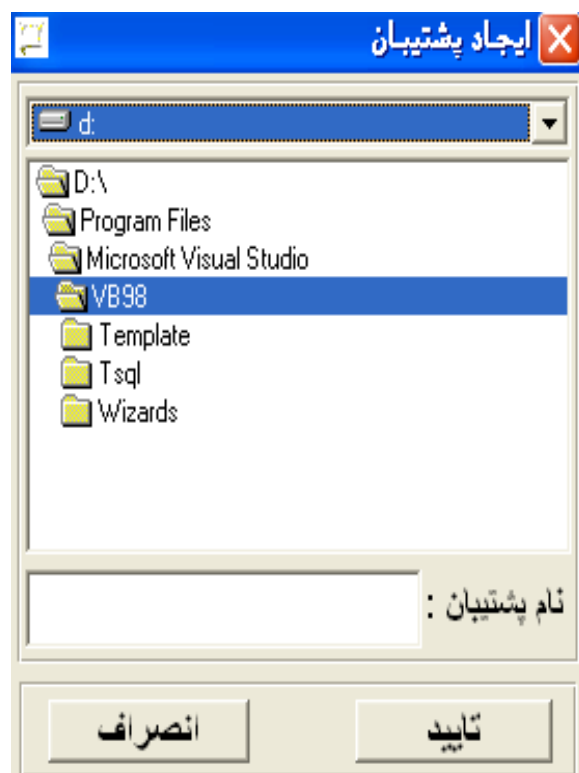 ایجاد پشتیبان
d:
D:\
Program Files
Microsoft Visual Studio
VB98
Template
Tsql
Wizards
نام پشتیبان :
تایید
انصراف